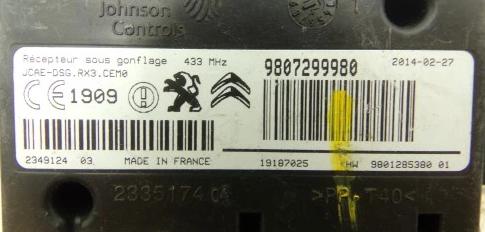 Johnson
Controls
Récepteur sous gonflage 433 MHz
9807299980
2014-02-27
JCAE-DSG.RX3.CEM0
CE 1909
2349124 03
MADE IN FRANCE
19187025
HW 9801285380 01
2335174
>PP. T40<